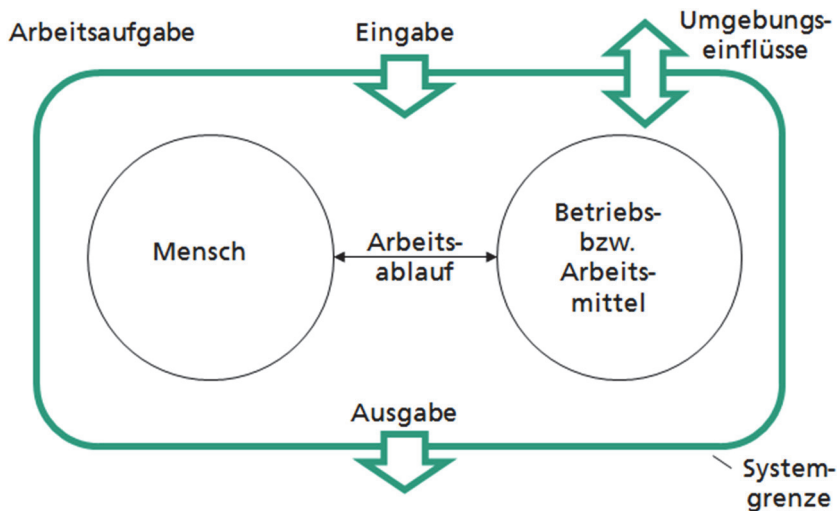 Arbeitsaufgabe
Eingabe
Umgebungs-
einflüsse
Mensch
Arbeits-
ablauf
Betriebs-
bzw.
Arbeits-
mittel
Ausgabe
System-
grenze